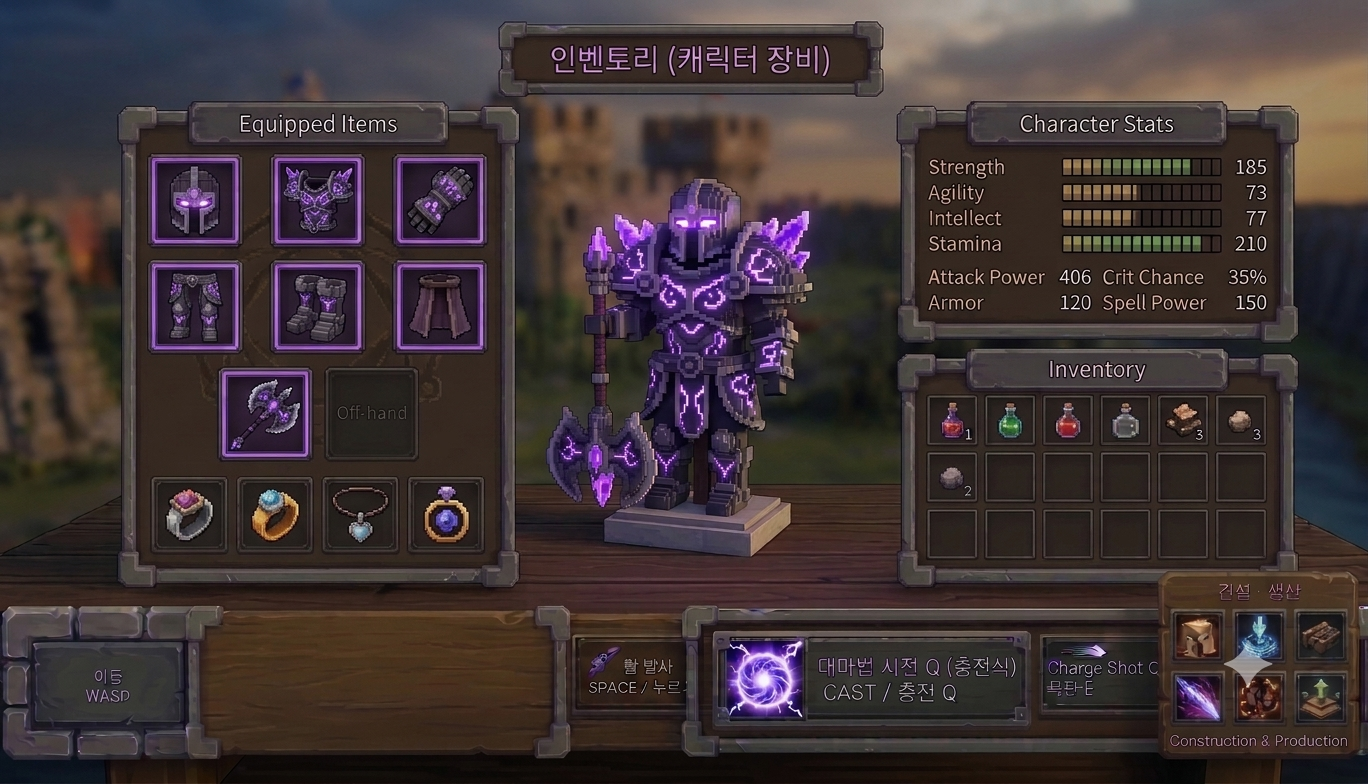 인벤토리 (캐릭터 장비)
Equipped Items
Off-hand
Character Stats
Strength 185
Agility 73
Intellect 77
Stamina 210
Attack Power 406 Crit Chance 35%
Armor 120 Spell Power 150
Inventory
1
3
3
2
이동
WASD
발사
SPACE / 누르
대마법 시전 Q (충전식)
CAST / 충전 Q
Charge Shot
건설 · 생산
Construction & Production